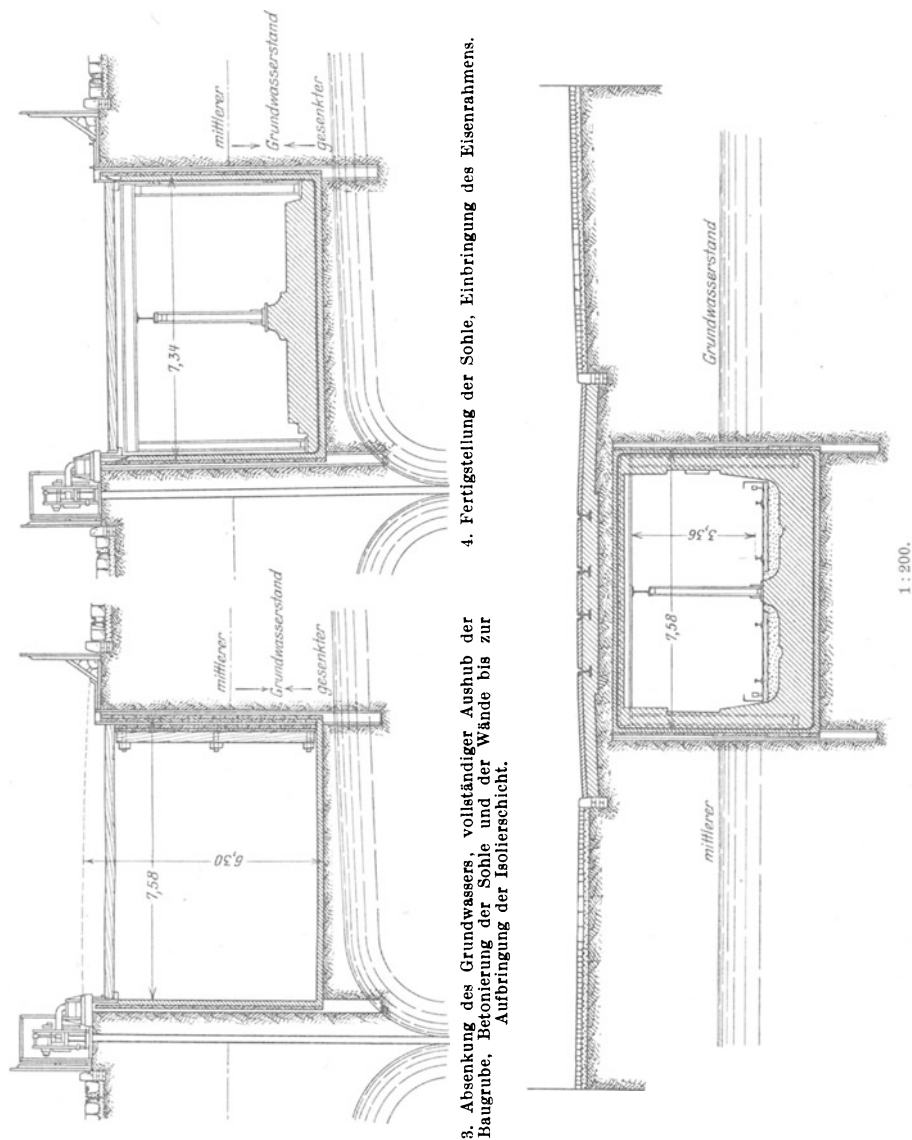 mittlerer
Grundwasserstand
gesenkter
7,58
6,30
3. Absenkung des Grundwassers, vollständiger Aushub der
Baugrube, Betonierung der Sohle und der Wände bis zur
Aufbringung der Isolierschicht.
mittlerer
Grundwasserstand
gesenkter
7,34
4. Fertigstellung der Sohle, Einbringung des Eisenrahmens.
mittlerer
Grundwasserstand
7,58
3,36
1:200.